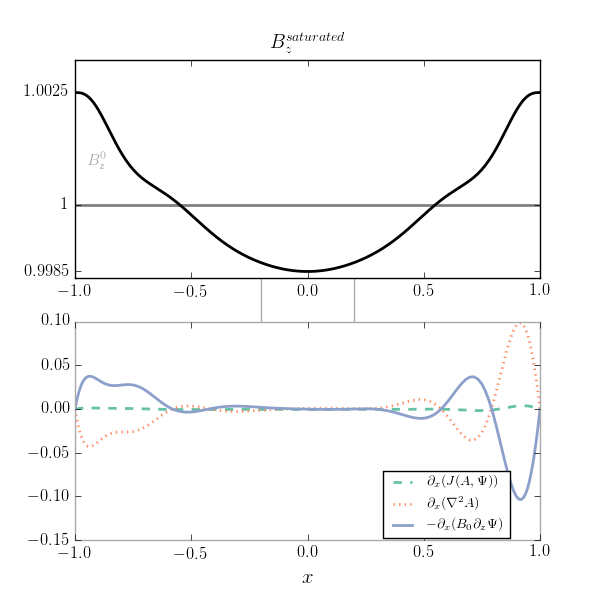 B_z^{saturated}
1.0025
B_z^0
1
0.9985
−1.0 −0.5 0.0 0.5 1.0
0.10
0.05
0.00
−0.05
−0.10
−0.15
∂_x(J(A, Ψ))
∂_x(∇²A)
−∂_x(B_0∂_zΨ)
−1.0 −0.5 0.0 0.5 1.0
x